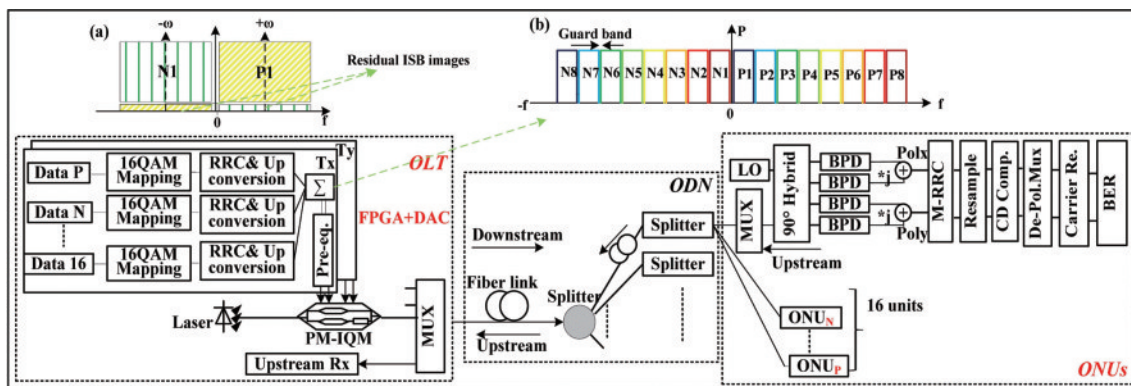 (a)
-ω
+ω
N1
P1
Residual ISB images
0
f
(b)
P
Guard band
N8 N7 N6 N5 N4 N3 N2 N1 P1 P2 P3 P4 P5 P6 P7 P8
-f
0
f
Ty
Tx
OLT
Data P
16QAM
Mapping
RRC& Up
conversion
Σ
FPGA+DAC
Data N
16QAM
Mapping
RRC& Up
conversion
Pre-eq.
Data 16
16QAM
Mapping
RRC& Up
conversion
Laser
PM-IQM
MUX
Upstream Rx
ODN
Downstream
Fiber link
Upstream
Splitter
Splitter
Splitter
LO
MUX
90° Hybrid
BPD
BPD
BPD
BPD
*j
*j
+
+
Polx
Poly
M-RRC
Resample
CD Comp.
De-Pol.Mux
Carrier Re.
BER
Upstream
ONUN
ONUP
16 units
ONUs